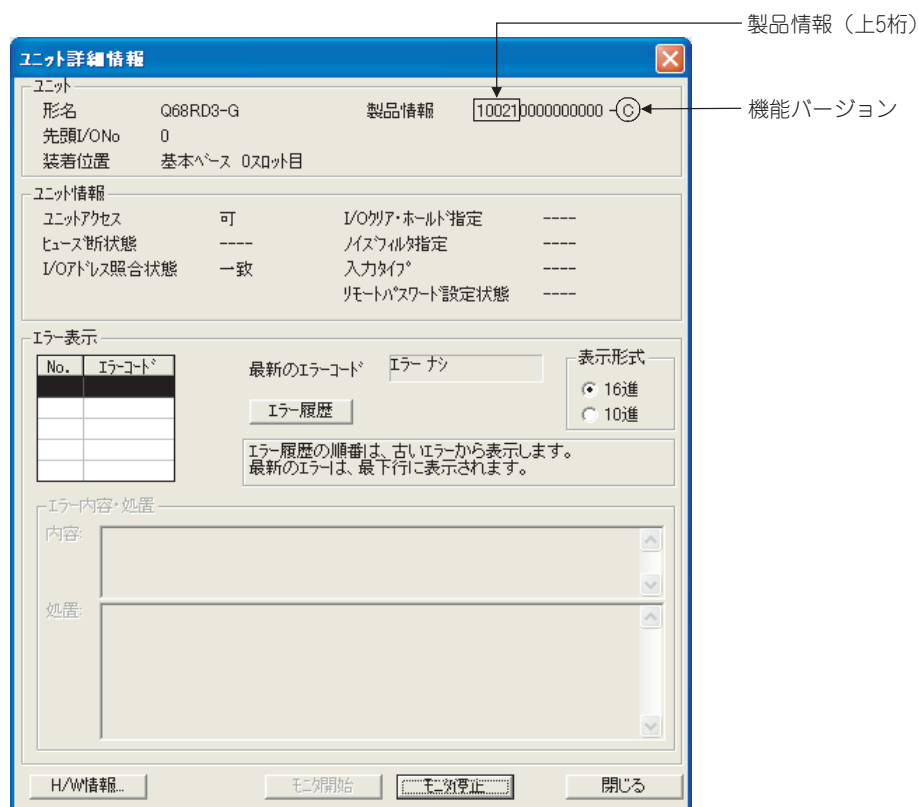 製品情報（上5桁）
ﾕﾆｯﾄ詳細情報
ﾕﾆｯﾄ
形名 Q68RD3-G 製品情報 100210000000000 -C
機能バージョン
先頭I/ONo 0
装着位置 基本ﾍﾞｰｽ 0ｽﾛｯﾄ目
ﾕﾆｯﾄ情報
ﾕﾆｯﾄｱｸｾｽ 可 I/Oｸﾘｱ･ﾎｰﾙﾄﾞ指定 ----
ﾋｭｰｽﾞ断状態 ---- ﾉｲｽﾞﾌｨﾙﾀ指定 ----
I/Oｱﾄﾞﾚｽ照合状態 一致 入力ﾀｲﾌﾟ ----
ﾘﾓｰﾄﾊﾟｽﾜｰﾄﾞ設定状態 ----
ｴﾗｰ表示
No. ｴﾗｰｺｰﾄﾞ
最新のｴﾗｰｺｰﾄﾞ ｴﾗｰ ﾅｼ
表示形式
16進
ｴﾗｰ履歴
10進
ｴﾗｰ履歴の順番は、古いｴﾗｰから表示します。
最新のｴﾗｰは、最下行に表示されます。
ｴﾗｰ内容･処置
内容:
処置:
H/W情報... ﾓﾆﾀ開始 ﾓﾆﾀ停止 閉じる